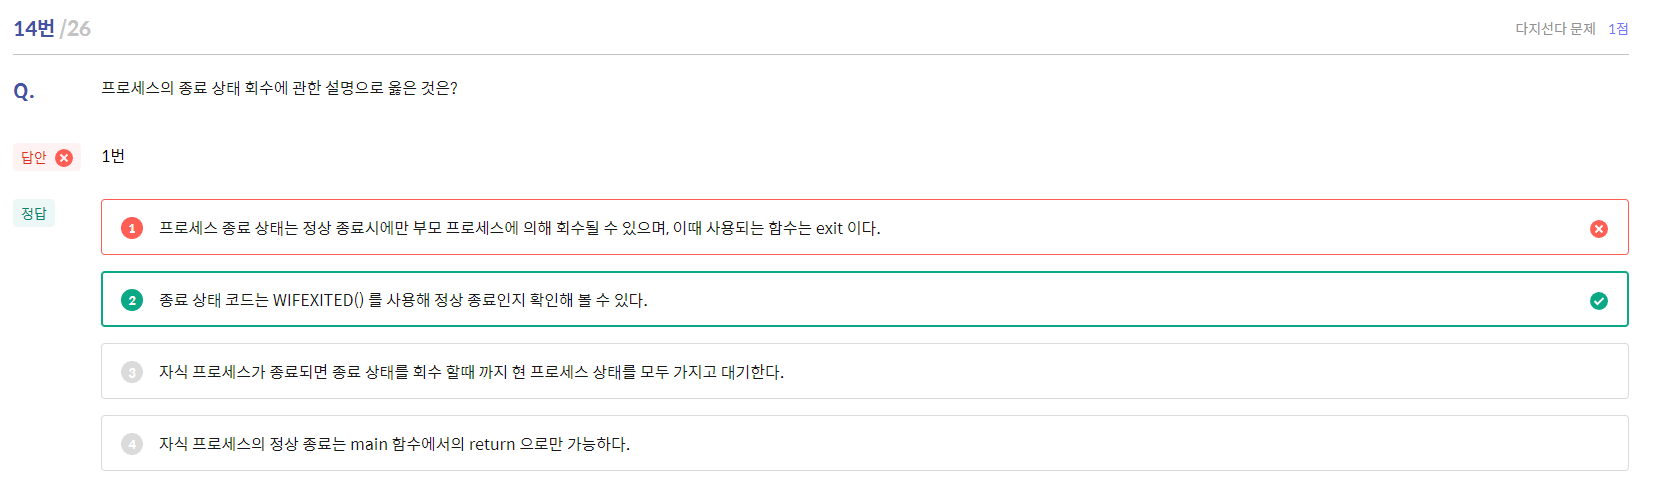 14번 /26
다지선다 문제 1점
Q.
프로세스의 종료 상태 회수에 관한 설명으로 옳은 것은?
답안
1번
정답
1 프로세스 종료 상태는 정상 종료시에만 부모 프로세스에 의해 회수될 수 있으며, 이때 사용되는 함수는 exit 이다.
2 종료 상태 코드는 WIFEXITED() 를 사용해 정상 종료인지 확인해 볼 수 있다.
3 자식 프로세스가 종료되면 종료 상태를 회수 할때 까지 현 프로세스 상태를 모두 가지고 대기한다.
4 자식 프로세스의 정상 종료는 main 함수에서의 return 으로만 가능하다.